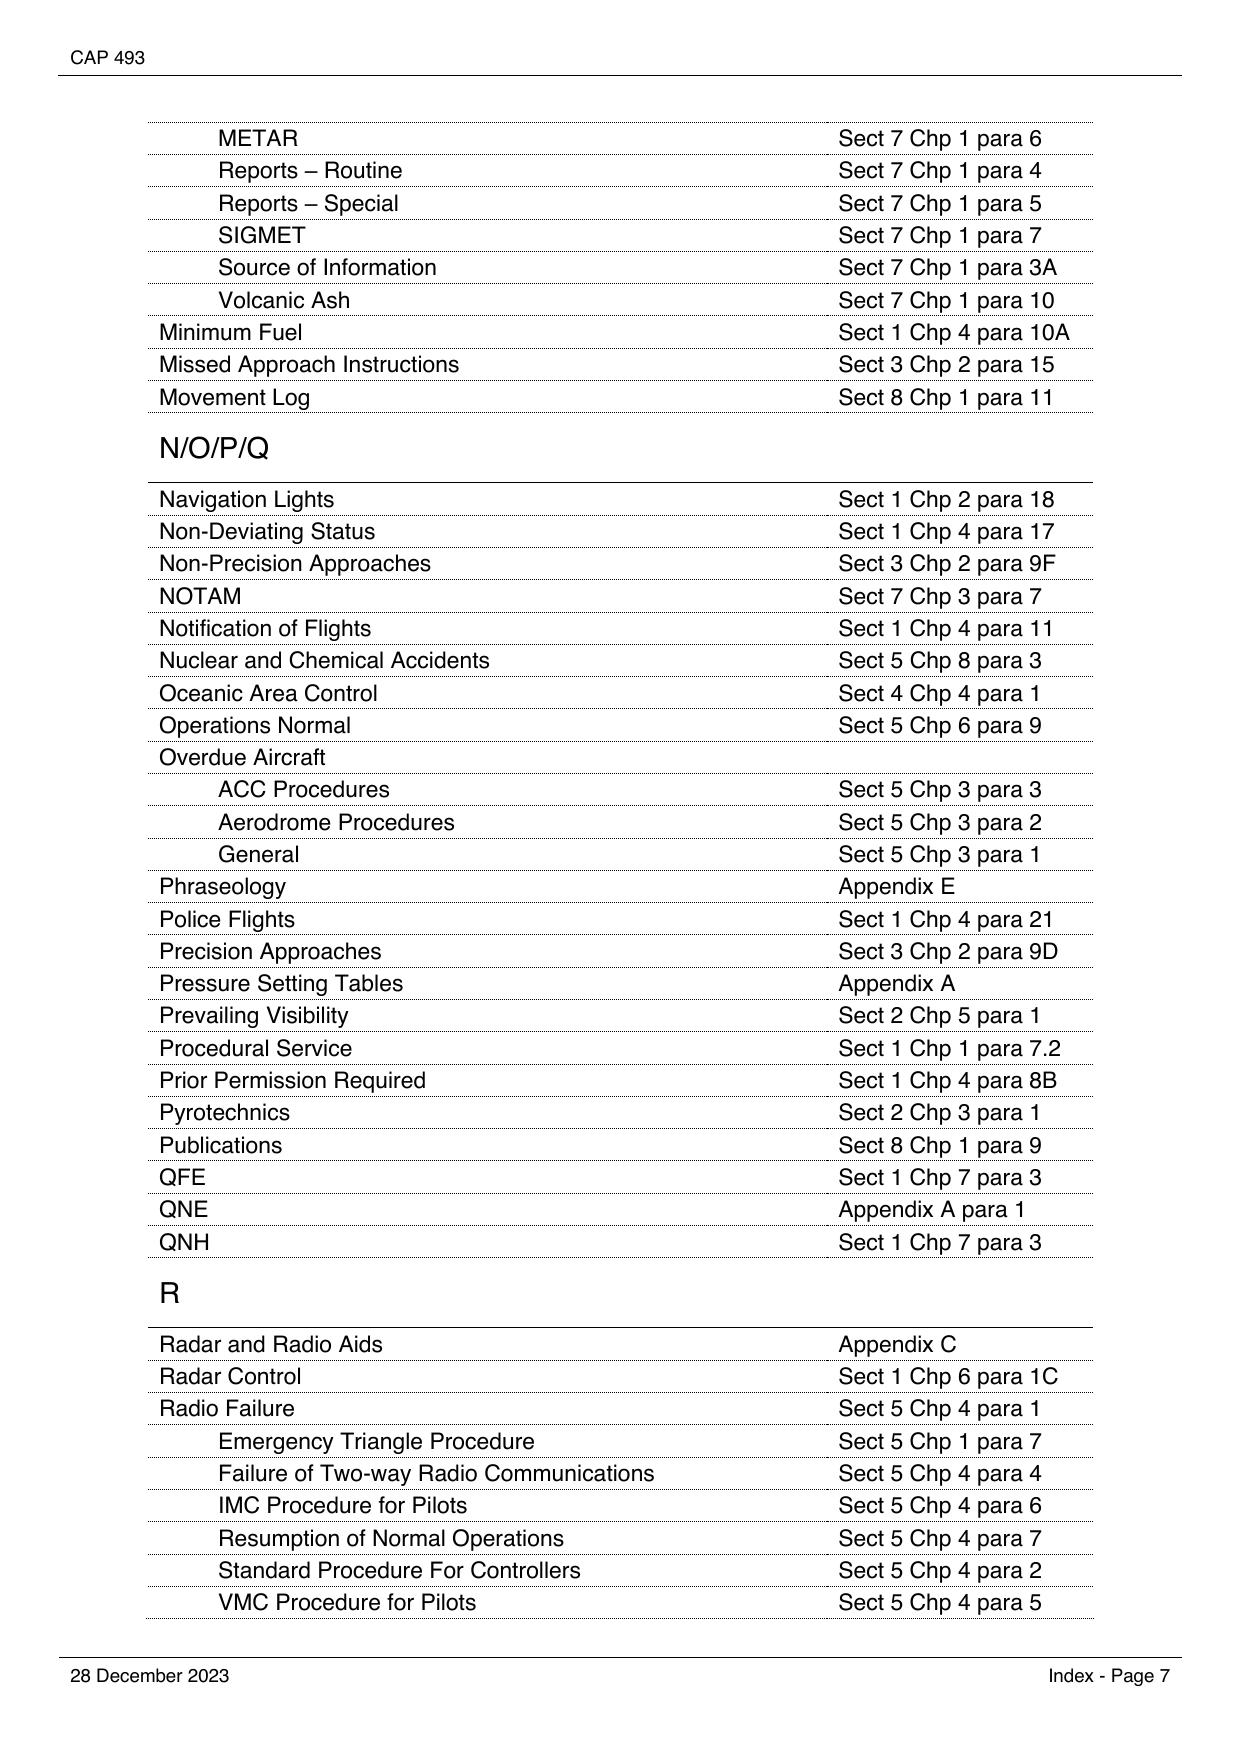 CAP 493
METAR Sect 7 Chp 1 para 6
Reports – Routine Sect 7 Chp 1 para 4
Reports – Special Sect 7 Chp 1 para 5
SIGMET Sect 7 Chp 1 para 7
Source of Information Sect 7 Chp 1 para 3A
Volcanic Ash Sect 7 Chp 1 para 10
Minimum Fuel Sect 1 Chp 4 para 10A
Missed Approach Instructions Sect 3 Chp 2 para 15
Movement Log Sect 8 Chp 1 para 11
N/O/P/Q
Navigation Lights Sect 1 Chp 2 para 18
Non-Deviating Status Sect 1 Chp 4 para 17
Non-Precision Approaches Sect 3 Chp 2 para 9F
NOTAM Sect 7 Chp 3 para 7
Notification of Flights Sect 1 Chp 4 para 11
Nuclear and Chemical Accidents Sect 5 Chp 8 para 3
Oceanic Area Control Sect 4 Chp 4 para 1
Operations Normal Sect 5 Chp 6 para 9
Overdue Aircraft
ACC Procedures Sect 5 Chp 3 para 3
Aerodrome Procedures Sect 5 Chp 3 para 2
General Sect 5 Chp 3 para 1
Phraseology Appendix E
Police Flights Sect 1 Chp 4 para 21
Precision Approaches Sect 3 Chp 2 para 9D
Pressure Setting Tables Appendix A
Prevailing Visibility Sect 2 Chp 5 para 1
Procedural Service Sect 1 Chp 1 para 7.2
Prior Permission Required Sect 1 Chp 4 para 8B
Pyrotechnics Sect 2 Chp 3 para 1
Publications Sect 8 Chp 1 para 9
QFE Sect 1 Chp 7 para 3
QNE Appendix A para 1
QNH Sect 1 Chp 7 para 3
R
Radar and Radio Aids Appendix C
Radar Control Sect 1 Chp 6 para 1C
Radio Failure Sect 5 Chp 4 para 1
Emergency Triangle Procedure Sect 5 Chp 1 para 7
Failure of Two-way Radio Communications Sect 5 Chp 4 para 4
IMC Procedure for Pilots Sect 5 Chp 4 para 6
Resumption of Normal Operations Sect 5 Chp 4 para 7
Standard Procedure For Controllers Sect 5 Chp 4 para 2
VMC Procedure for Pilots Sect 5 Chp 4 para 5
28 December 2023 Index - Page 7